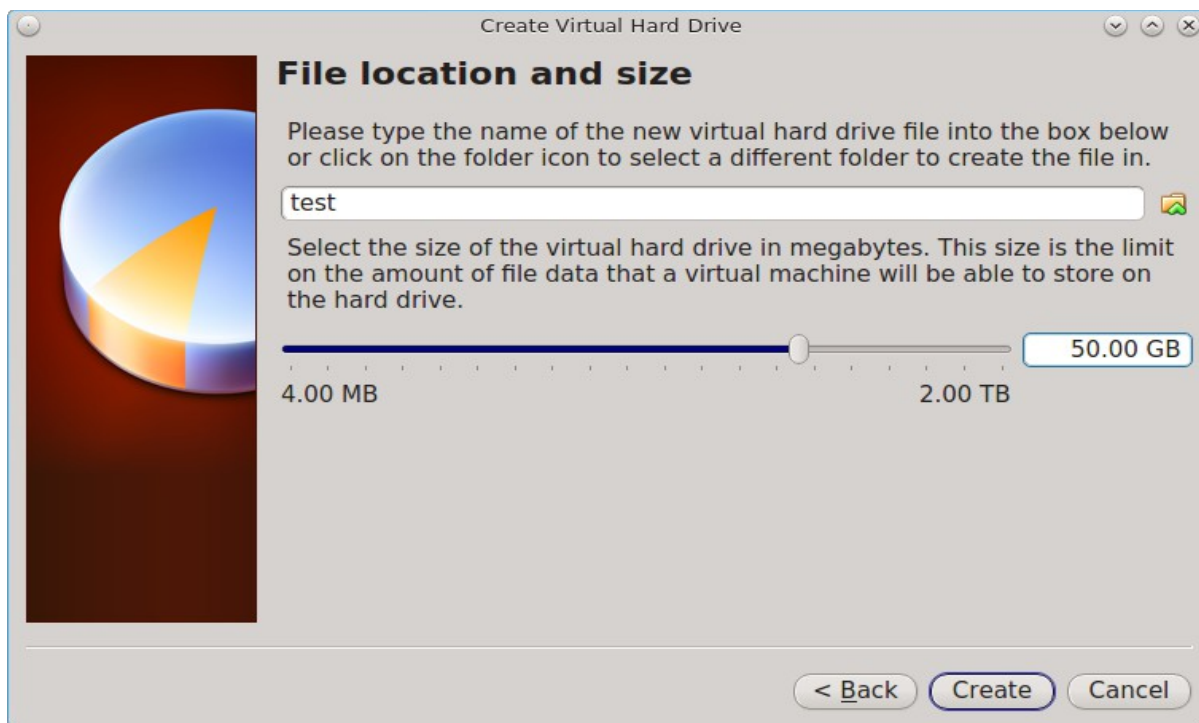 Create Virtual Hard Drive
File location and size
Please type the name of the new virtual hard drive file into the box below
or click on the folder icon to select a different folder to create the file in.
test
Select the size of the virtual hard drive in megabytes. This size is the limit
on the amount of file data that a virtual machine will be able to store on
the hard drive.
50.00 GB
4.00 MB 2.00 TB
< Back Create Cancel